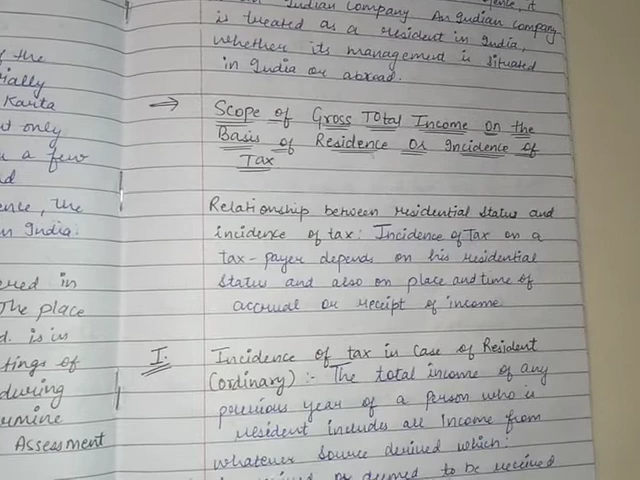 of the
Karta
only
in a few
ence, the
in India.
ered in
The place
d. is in
tings of
during
rmine
Assessment
Indian Company An Indian company
is treated as a resident in India,
whether its management is situated
in India or abroad.
→ Scope of Gross Total Income on the
Basis of Residence or Incidence of
Tax
Relationship between residential status and
incidence of tax: Incidence of Tax on a
tax-payer depends on his residential
status and also on place and time of
accrual or receipt of income
I. Incidence of tax in Case of Resident
(ordinary) :- The total income of any
previous year of a person who is
resident includes all Income from
whatever source derived which:
or deemed to be received